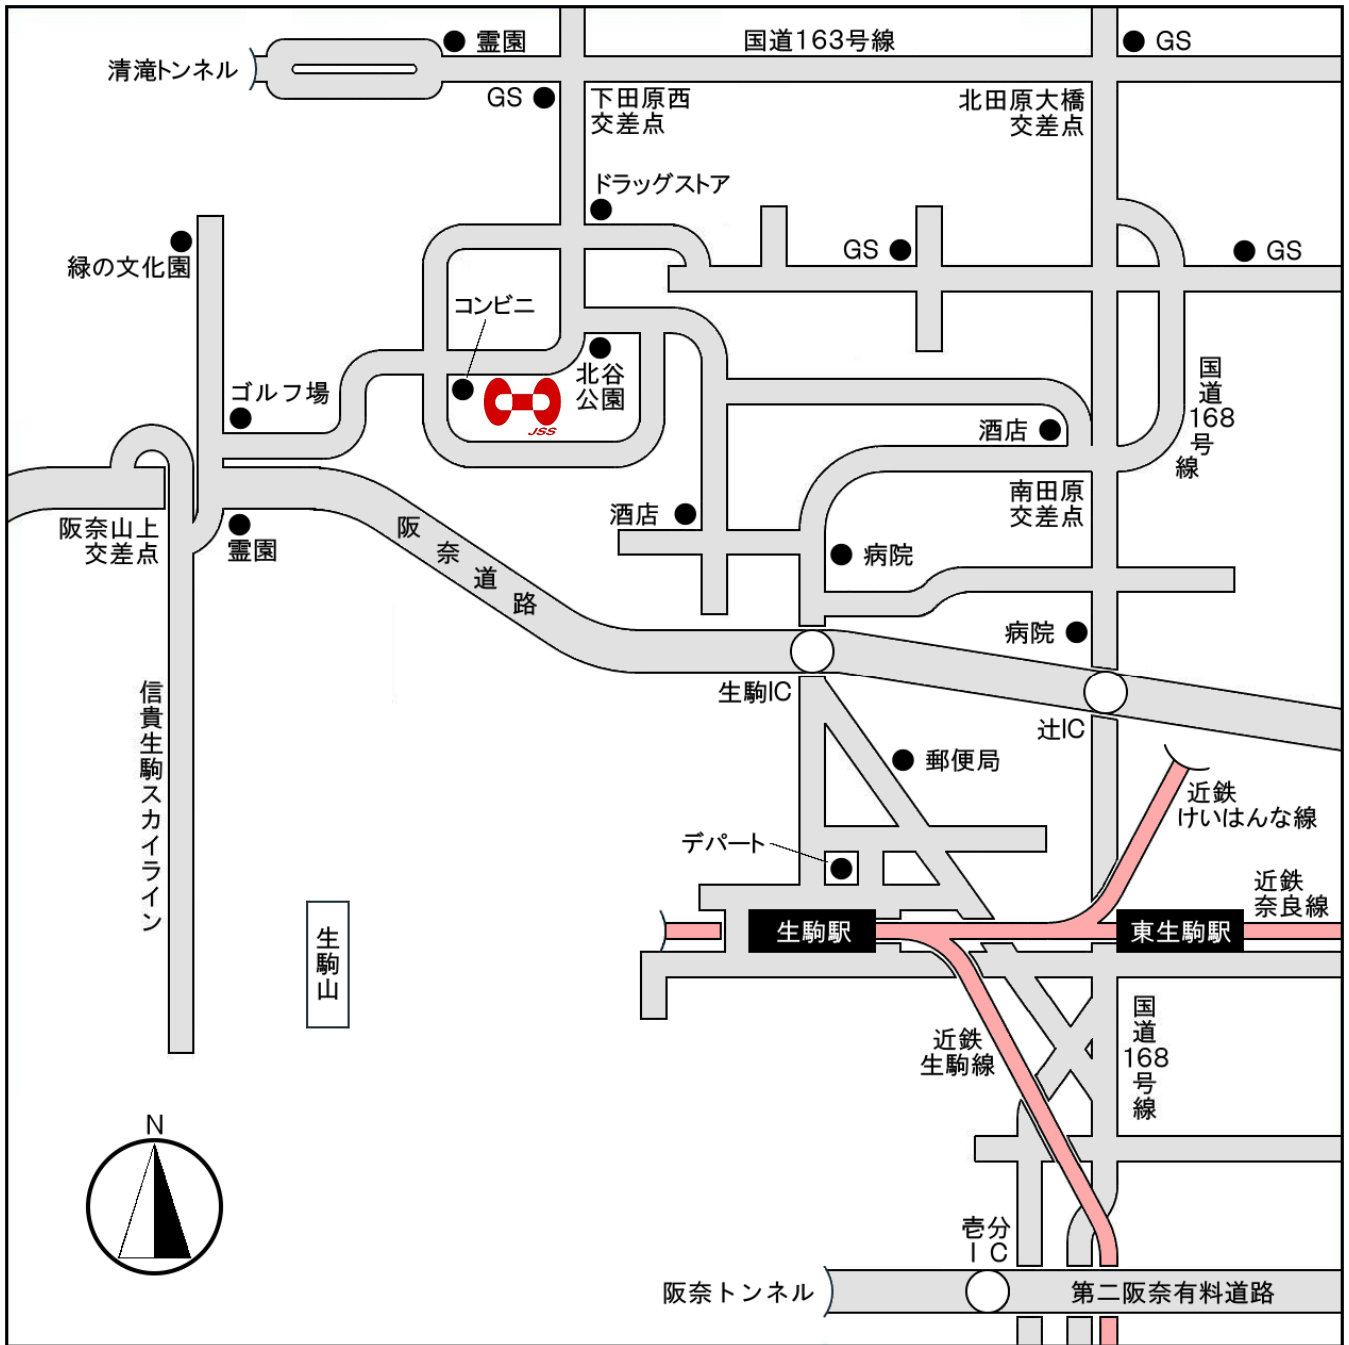 霊園
国道163号線
GS
清滝トンネル
GS
下田原西
交差点
北田原大橋
交差点
ドラッグストア
緑の文化園
GS
GS
コンビニ
ゴルフ場
北谷
公園
JSS
国道168号線
酒店
南田原
交差点
酒店
阪奈山上
交差点
霊園
阪奈道路
病院
病院
生駒IC
辻IC
信貴生駒スカイライン
郵便局
近鉄
けいはんな線
デパート
近鉄
奈良線
生駒山
生駒駅
東生駒駅
国道168号線
近鉄
生駒線
N
壱分
IC
阪奈トンネル
第二阪奈有料道路